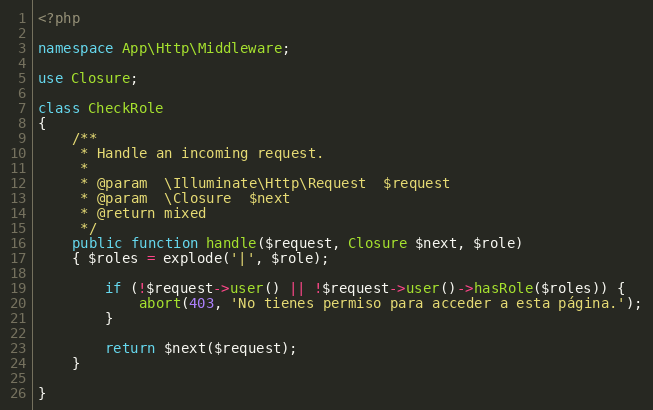 1 <?php
2
3 namespace App\Http\Middleware;
4
5 use Closure;
6
7 class CheckRole
8 {
9     /**
10      * Handle an incoming request.
11      *
12      * @param  \Illuminate\Http\Request  $request
13      * @param  \Closure  $next
14      * @return mixed
15      */
16     public function handle($request, Closure $next, $role)
17     { $roles = explode('|', $role);
18
19         if (!$request->user() || !$request->user()->hasRole($roles)) {
20             abort(403, 'No tienes permiso para acceder a esta página.');
21         }
22
23         return $next($request);
24     }
25
26 }